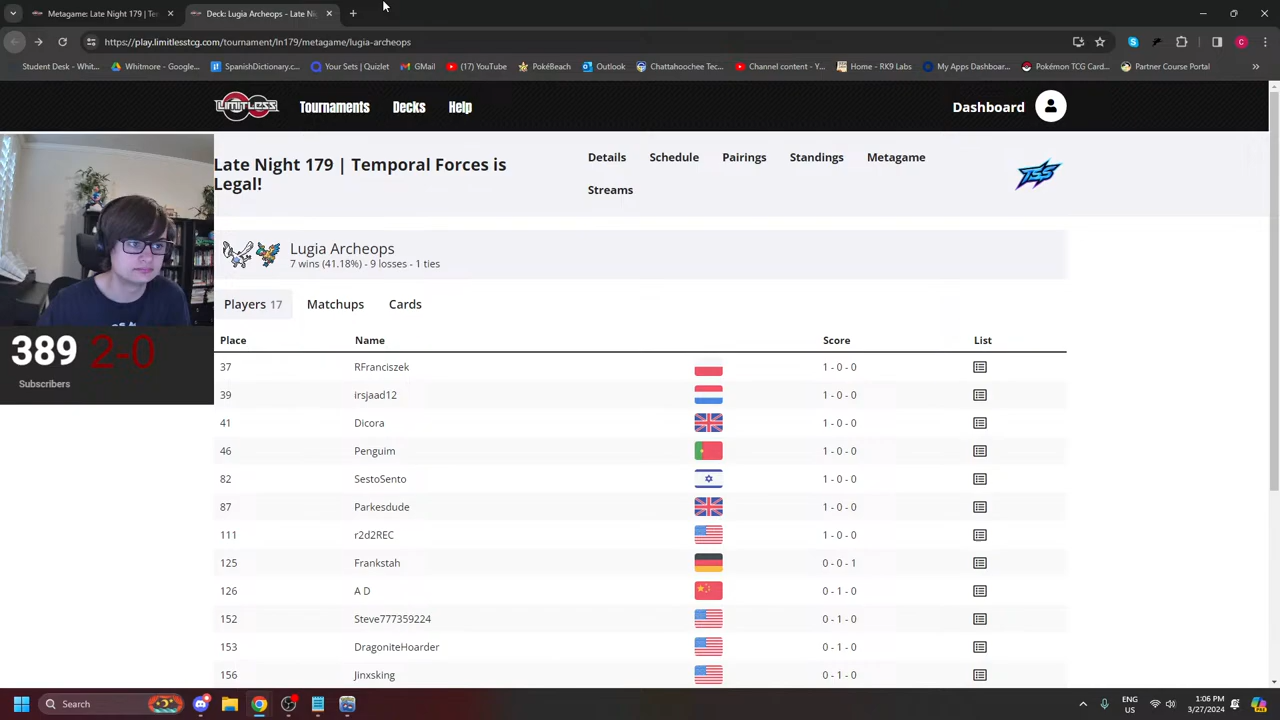 Metagame: Late Night 179 | Te
Deck: Lugia Archeops - Late Ni
https://play.limitlesstcg.com/tournament/ln179/metagame/lugia-archeops
Student Desk - Whit...
Whitmore - Google...
SpanishDictionary.c...
Your Sets | Quizlet
GMail
(17) YouTube
PokéBeach
Outlook
Chattahoochee Tec...
Channel content - Y...
Home - RK9 Labs
My Apps Dashboar...
Pokémon TCG Card...
Partner Course Portal
LIMITLESS
Tournaments
Decks
Help
Dashboard
Late Night 179 | Temporal Forces is
Legal!
Details
Schedule
Pairings
Standings
Metagame
Streams
TSS
Lugia Archeops
7 wins (41.18%) - 9 losses - 1 ties
Players 17
Matchups
Cards
Place Name Score List
37 RFranciszek 1 - 0 - 0
39 irsjaad12 1 - 0 - 0
41 Dicora 1 - 0 - 0
46 Penguim 1 - 0 - 0
82 SestoSento 1 - 0 - 0
87 Parkesdude 1 - 0 - 0
111 r2d2REC 1 - 0 - 0
125 Frankstah 0 - 0 - 1
126 A D 0 - 1 - 0
152 Steve777359224 0 - 1 - 0
153 DragoniteHoarder 0 - 1 - 0
156 Jinxsking 0 - 1 - 0
389 2-0
Subscribers
Search
ENG
US
1:06 PM
3/27/2024